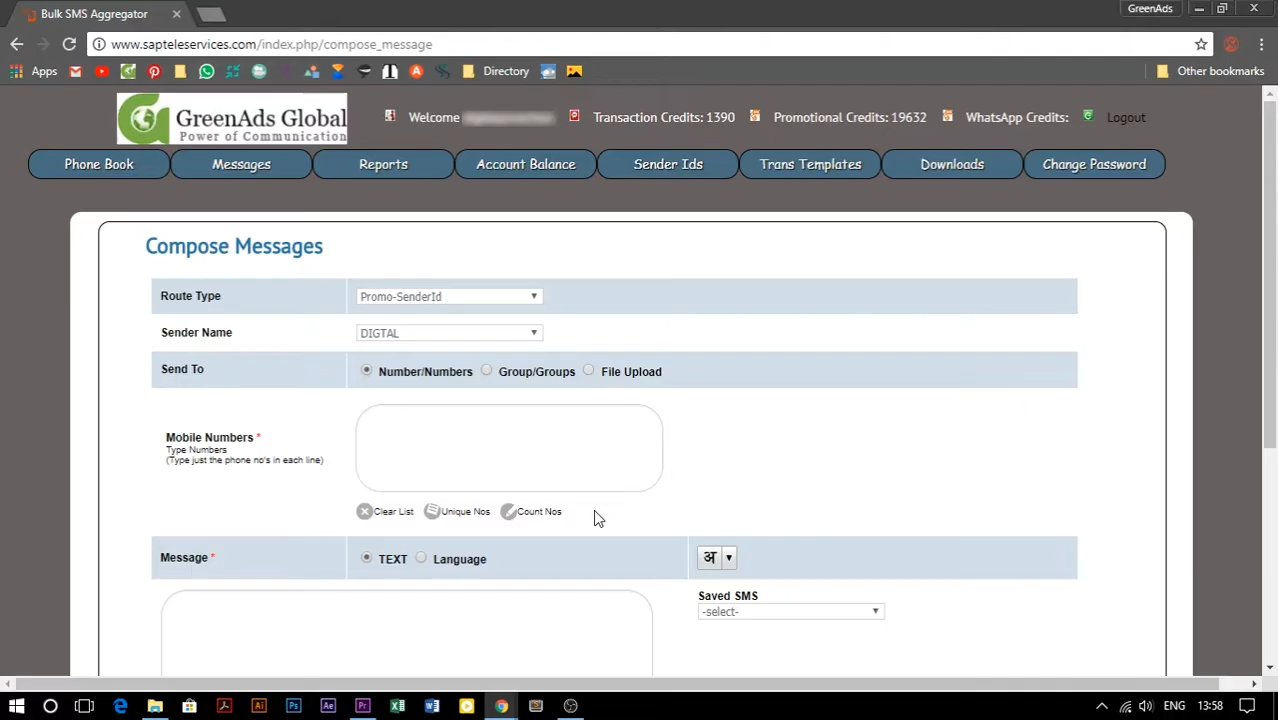 Bulk SMS Aggregator
GreenAds
www.sapteleservices.com/index.php/compose_message
Apps
Directory
Other bookmarks
GreenAds Global
Power of Communication
Welcome
Transaction Credits: 1390
Promotional Credits: 19632
WhatsApp Credits:
Logout
Phone Book
Messages
Reports
Account Balance
Sender Ids
Trans Templates
Downloads
Change Password
Compose Messages
Route Type
Promo-SenderId
Sender Name
DIGTAL
Send To
Number/Numbers
Group/Groups
File Upload
Mobile Numbers *
Type Numbers
(Type just the phone no's in each line)
Clear List
Unique Nos
Count Nos
Message *
TEXT
Language
अ
Saved SMS
-select-
Ai
Ps
Ae
Pr
ENG
13:58